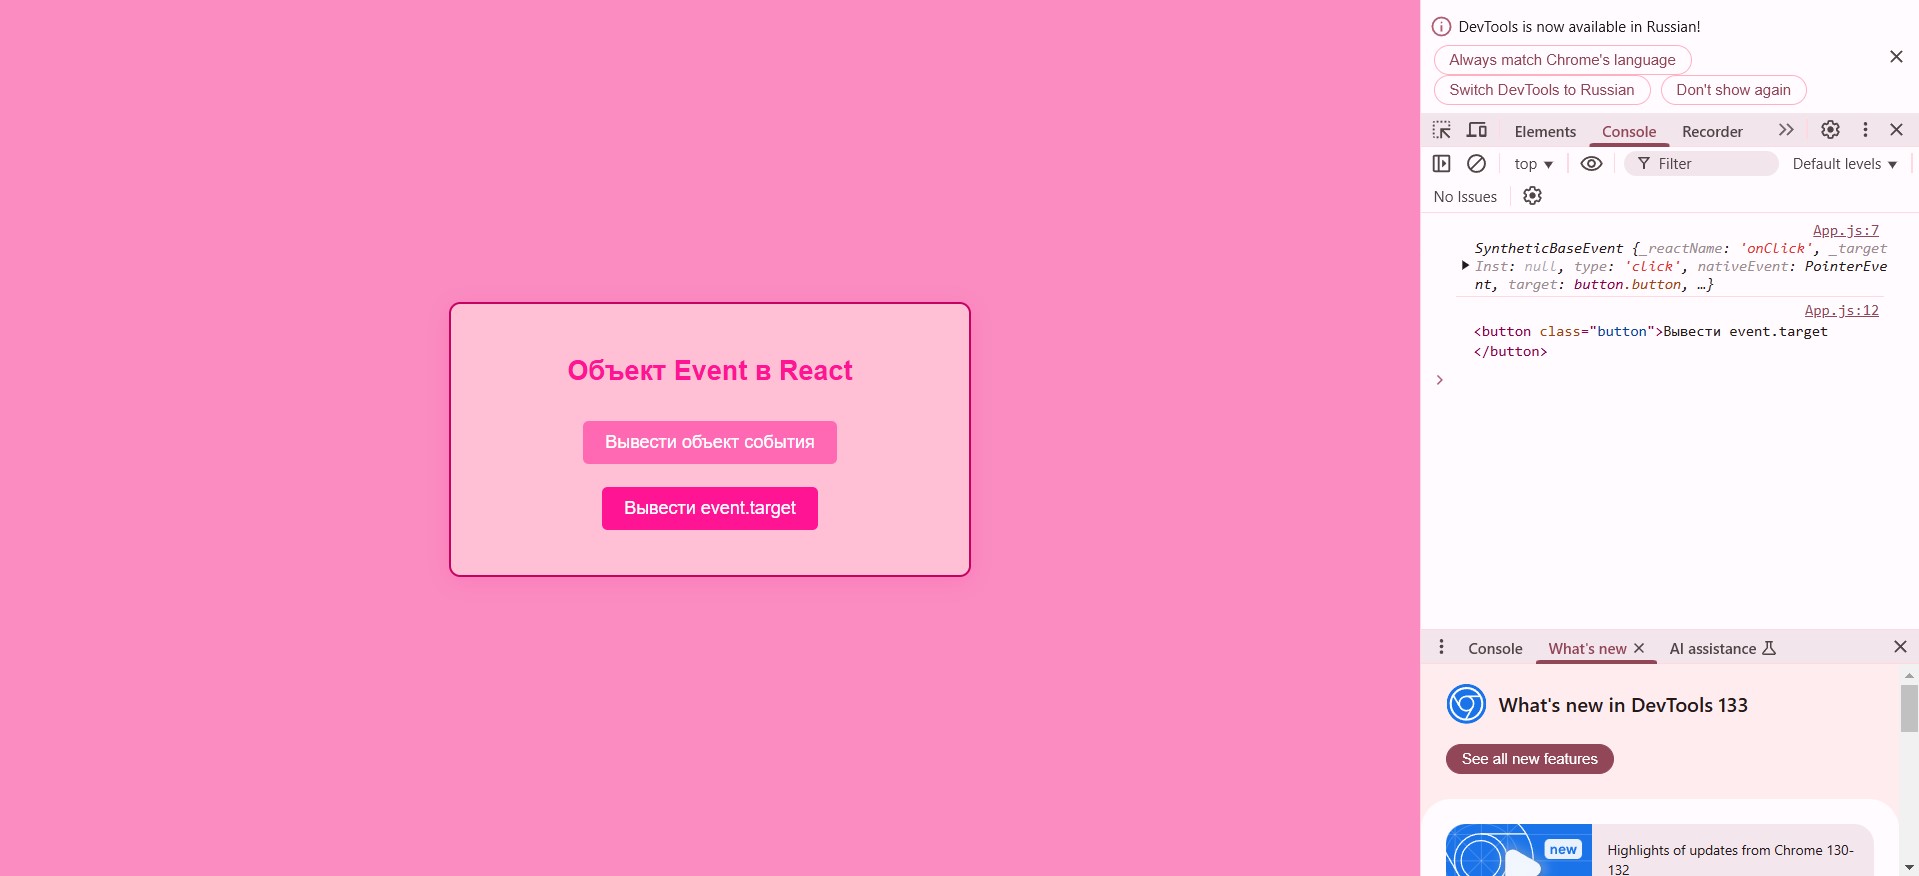 Объект Event в React
Вывести объект события
Вывести event.target
DevTools is now available in Russian!
Always match Chrome's language
Switch DevTools to Russian
Don't show again
Elements
Console
Recorder
top
Filter
Default levels
No Issues
App.js:7
SyntheticBaseEvent {_reactName: 'onClick', _target
Inst: null, type: 'click', nativeEvent: PointerEve
nt, target: button.button, …}
App.js:12
<button class="button">Вывести event.target
</button>
Console
What's new
AI assistance
What's new in DevTools 133
See all new features
new
Highlights of updates from Chrome 130-
132